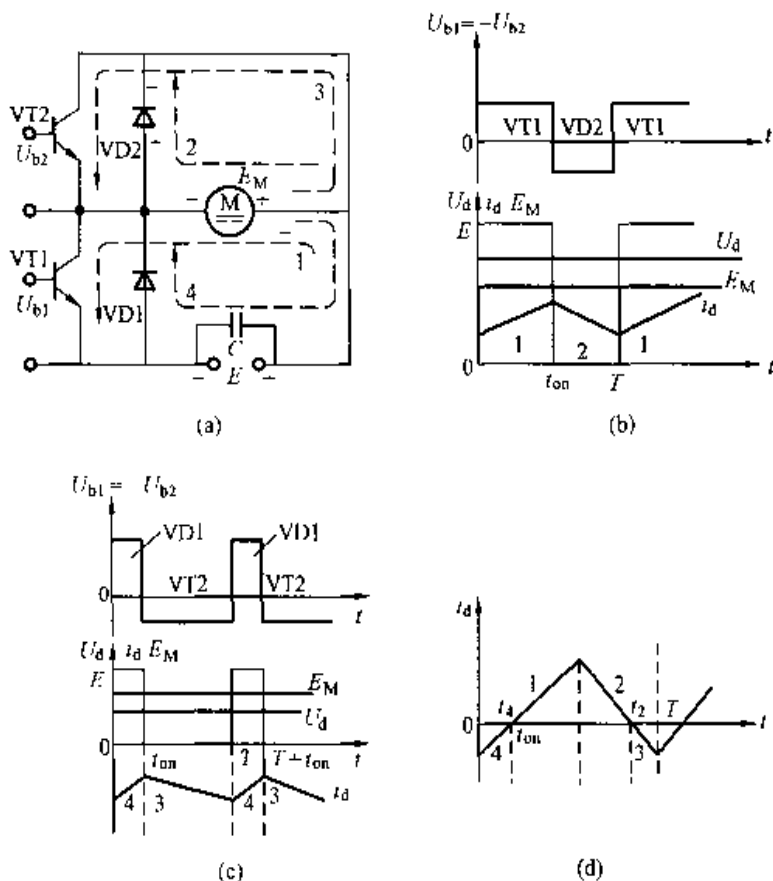 VT2
U_b2
VD2
2
3
E_M
− +
M
VT1
U_b1
VD1
1
4
C
− E +
(a)
U_b1 = −U_b2
0
VT1 VD2 VT1
t
U_d i_d E_M
E
U_d
E_M
i_d
1 2 1
0
t_on T t
(b)
U_b1 = U_b2
VD1 VD1
VT2 VT2
0
t
U_d i_d E_M
E
E_M
U_d
0
t_on T T + t_on t
4 3 4 3
i_d
(c)
i_d
1 2
t_4 t_2 T
0
t_on t
4 3
(d)